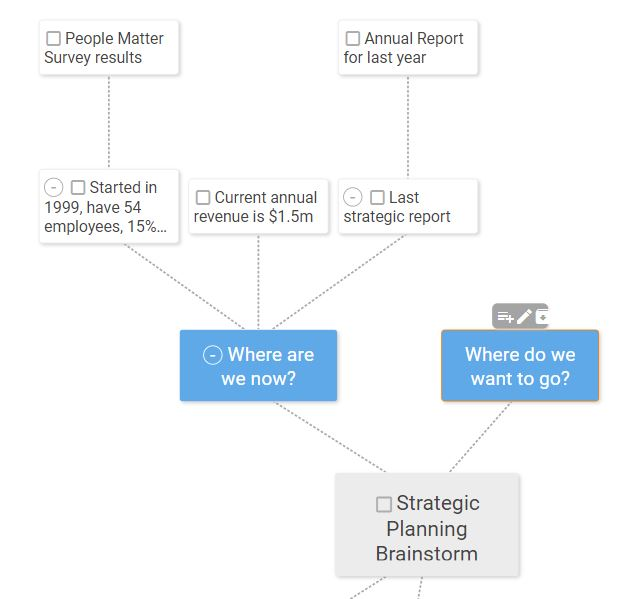 People Matter
Survey results
Annual Report
for last year
Started in
1999, have 54
employees, 15%...
Current annual
revenue is $1.5m
Last
strategic report
Where are
we now?
Where do we
want to go?
Strategic
Planning
Brainstorm